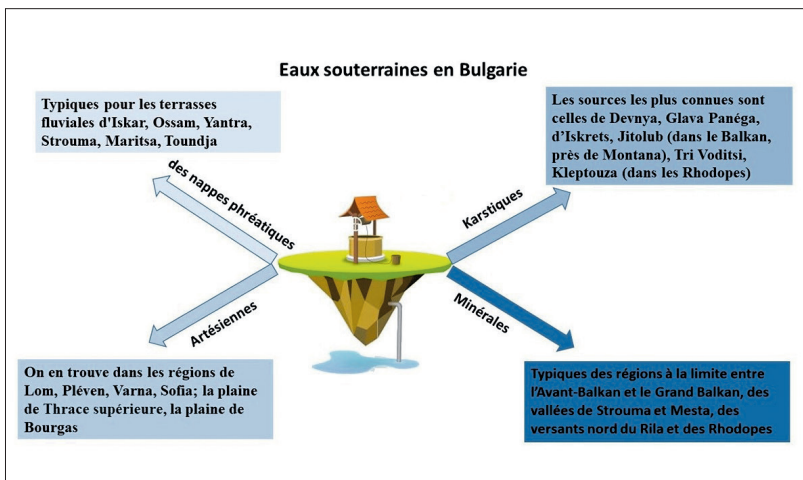 Eaux souterraines en Bulgarie
Typiques pour les terrasses
fluviales d'Iskar, Ossam, Yantra,
Strouma, Maritsa, Toundja
des nappes phréatiques
Les sources les plus connues sont
celles de Devnya, Glava Panéga,
d'Iskrets, Jitolub (dans le Balkan,
près de Montana), Tri Voditsi,
Kleptouza (dans les Rhodopes)
Karstiques
Artésiennes
On en trouve dans les régions de
Lom, Pléven, Varna, Sofia; la plaine
de Thrace supérieure, la plaine de
Bourgas
Minérales
Typiques des régions à la limite entre
l'Avant-Balkan et le Grand Balkan, des
vallées de Strouma et Mesta, des
versants nord du Rila et des Rhodopes